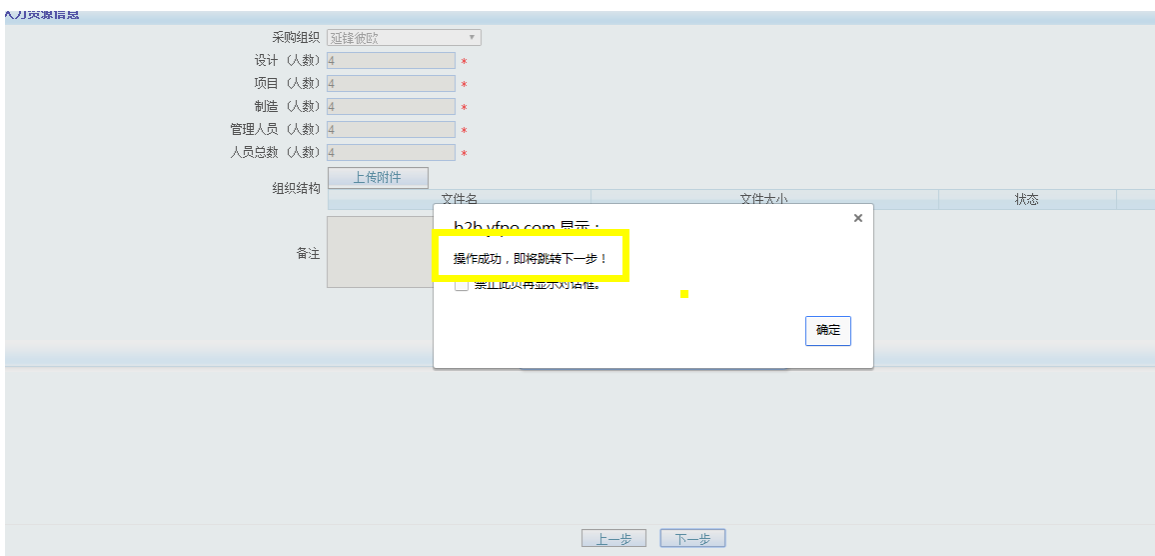 人力资源信息
采购组织 延锋彼欧
设计（人数） 4 *
项目（人数） 4 *
制造（人数） 4 *
管理人员（人数） 4 *
人员总数（人数） 4 *
组织结构 上传附件
文件名 文件大小 状态
备注
b2b.yfpo.com 显示：
操作成功，即将跳转下一步！
禁止此页再显示对话框。
确定
上一步 下一步